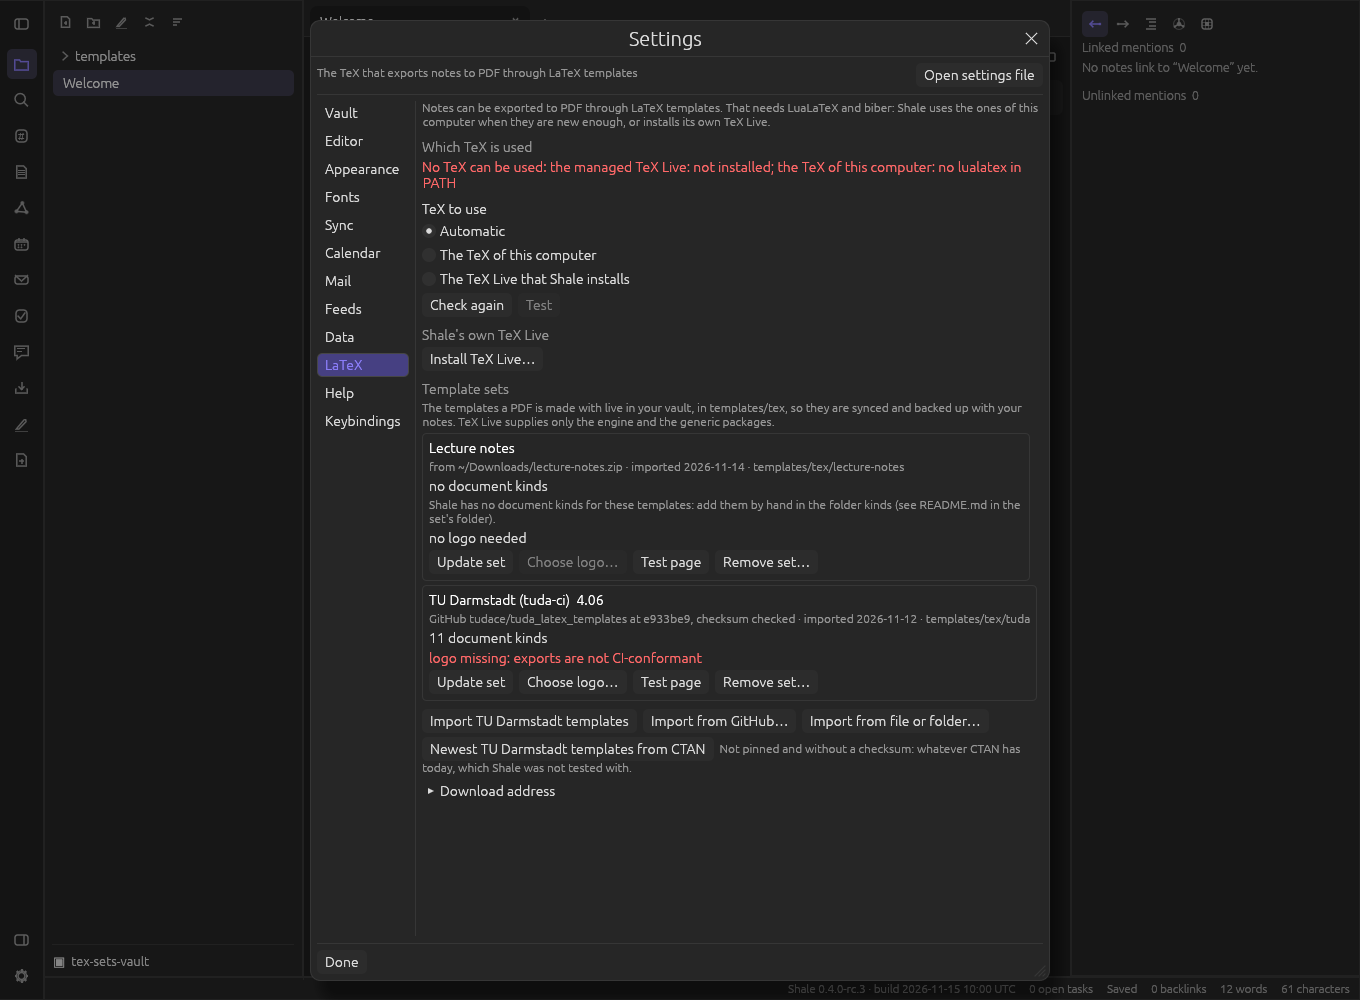 Settings
The TeX that exports notes to PDF through LaTeX templates
Open settings file
templates
Welcome
Vault
Editor
Appearance
Fonts
Sync
Calendar
Mail
Feeds
Data
LaTeX
Help
Keybindings
Notes can be exported to PDF through LaTeX templates. That needs LuaLaTeX and biber: Shale uses the ones of this
computer when they are new enough, or installs its own TeX Live.
Which TeX is used
No TeX can be used: the managed TeX Live: not installed; the TeX of this computer: no lualatex in
PATH
TeX to use
Automatic
The TeX of this computer
The TeX Live that Shale installs
Check again Test
Shale's own TeX Live
Install TeX Live…
Template sets
The templates a PDF is made with live in your vault, in templates/tex, so they are synced and backed up with your
notes. TeX Live supplies only the engine and the generic packages.
Lecture notes
from ~/Downloads/lecture-notes.zip · imported 2026-11-14 · templates/tex/lecture-notes
no document kinds
Shale has no document kinds for these templates: add them by hand in the folder kinds (see README.md in the
set's folder).
no logo needed
Update set Choose logo… Test page Remove set…
TU Darmstadt (tuda-ci) 4.06
GitHub tudace/tuda_latex_templates at e933be9, checksum checked · imported 2026-11-12 · templates/tex/tuda
11 document kinds
logo missing: exports are not CI-conformant
Update set Choose logo… Test page Remove set…
Import TU Darmstadt templates Import from GitHub… Import from file or folder…
Newest TU Darmstadt templates from CTAN Not pinned and without a checksum: whatever CTAN has
today, which Shale was not tested with.
Download address
Done
Linked mentions 0
No notes link to “Welcome” yet.
Unlinked mentions 0
tex-sets-vault
Shale 0.4.0-rc.3 · build 2026-11-15 10:00 UTC 0 open tasks Saved 0 backlinks 12 words 61 characters